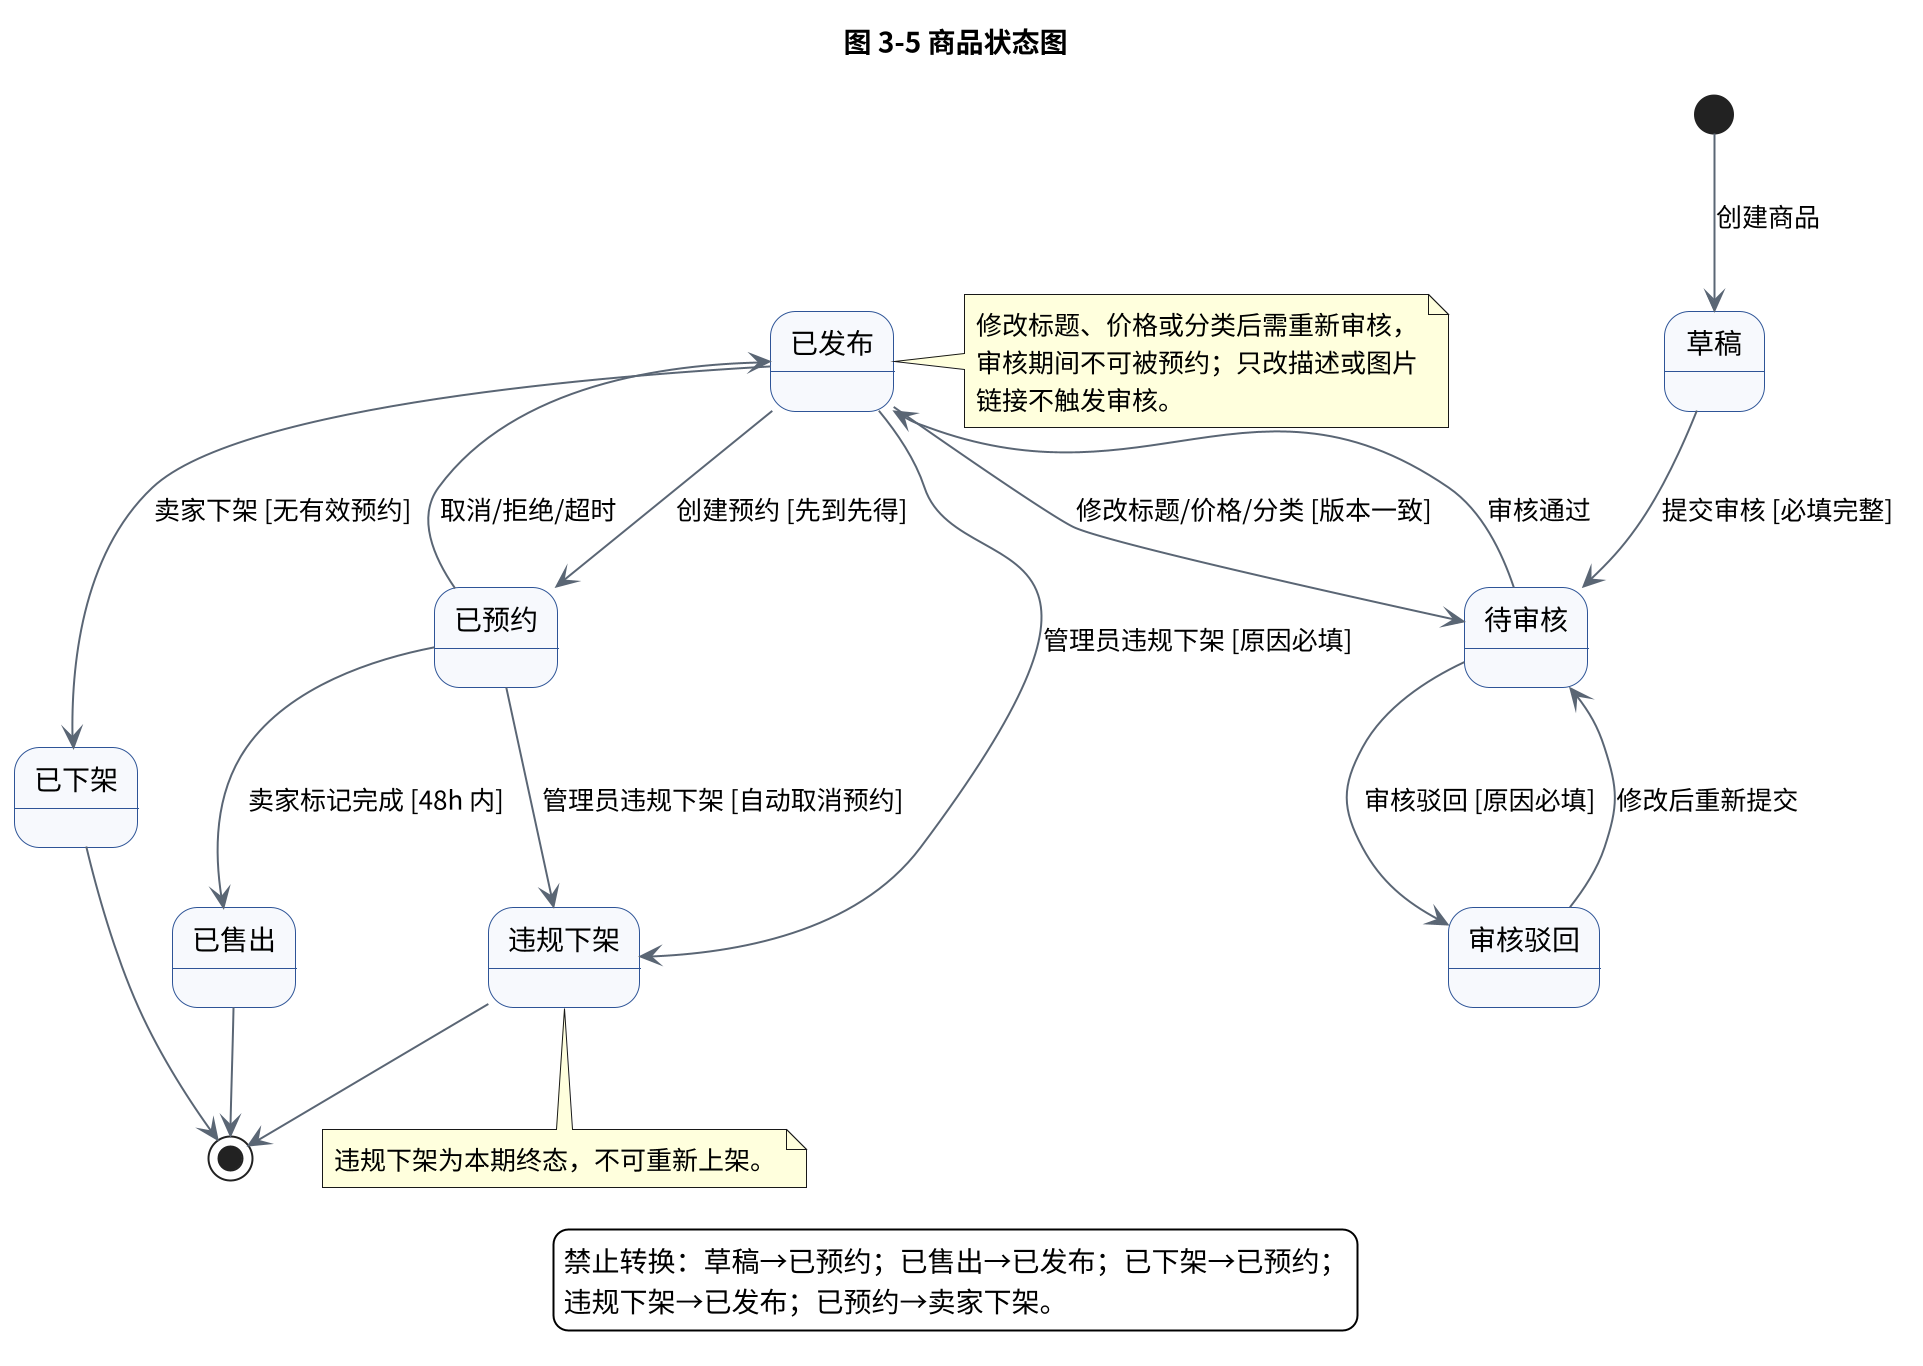 图 3-5 商品状态图
创建商品
已发布
修改标题、价格或分类后需重新审核，
审核期间不可被预约；只改描述或图片
链接不触发审核。
草稿
卖家下架 [无有效预约]
取消/拒绝/超时
创建预约 [先到先得]
修改标题/价格/分类 [版本一致]
审核通过
提交审核 [必填完整]
已预约
待审核
管理员违规下架 [原因必填]
已下架
卖家标记完成 [48h 内]
管理员违规下架 [自动取消预约]
审核驳回 [原因必填]
修改后重新提交
已售出
违规下架
审核驳回
违规下架为本期终态，不可重新上架。
禁止转换：草稿→已预约；已售出→已发布；已下架→已预约；
违规下架→已发布；已预约→卖家下架。